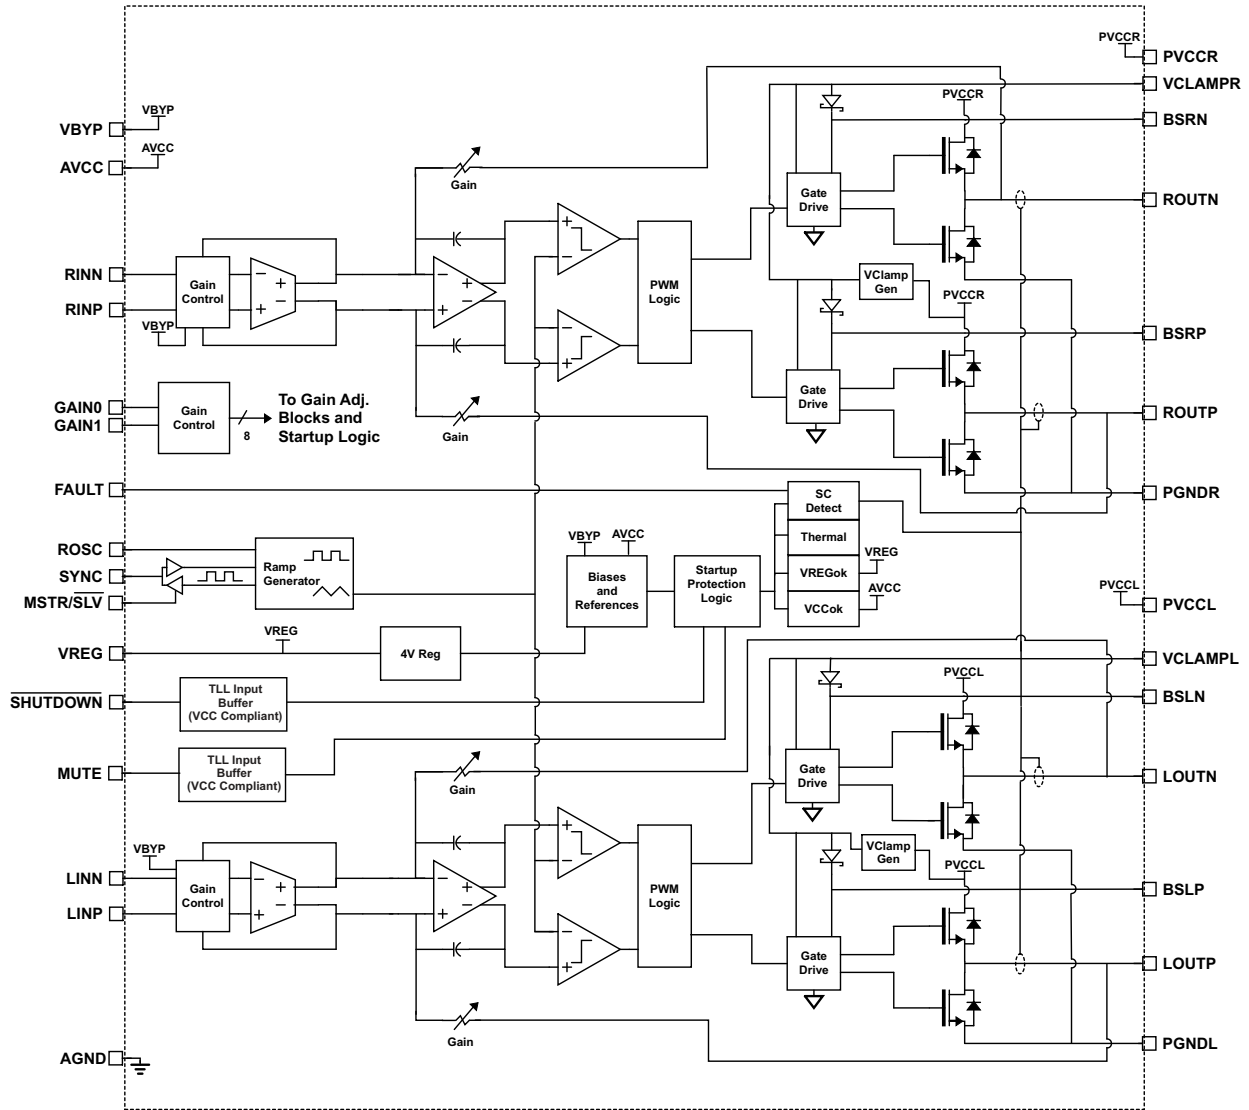 PVCCR
PVCCR
VCLAMPR
PVCCR
BSRN
VBYP
VBYP
AVCC
AVCC
Gain
Gate
Drive
ROUTN
RINN
RINP
Gain
Control
VBYP
− +
+ −
− +
+ −
+
−
−
+
PWM
Logic
VClamp
Gen
PVCCR
BSRP
GAIN0
GAIN1
Gain
Control
8
To Gain Adj.
Blocks and
Startup Logic
Gain
Gate
Drive
ROUTP
FAULT
SC
Detect
PGNDR
ROSC
SYNC
MSTR/SLV
Ramp
Generator
VBYP
AVCC
Biases
and
References
Startup
Protection
Logic
Thermal
VREGok
VREG
VCCok
AVCC
PVCCL
PVCCL
VREG
VREG
4V Reg
VCLAMPL
SHUTDOWN
TLL Input
Buffer
(VCC Compliant)
PVCCL
BSLN
MUTE
TLL Input
Buffer
(VCC Compliant)
Gain
Gate
Drive
LOUTN
VBYP
LINN
LINP
Gain
Control
− +
+ −
− +
+ −
+
−
−
+
PWM
Logic
VClamp
Gen
PVCCL
BSLP
Gate
Drive
LOUTP
Gain
AGND
PGNDL